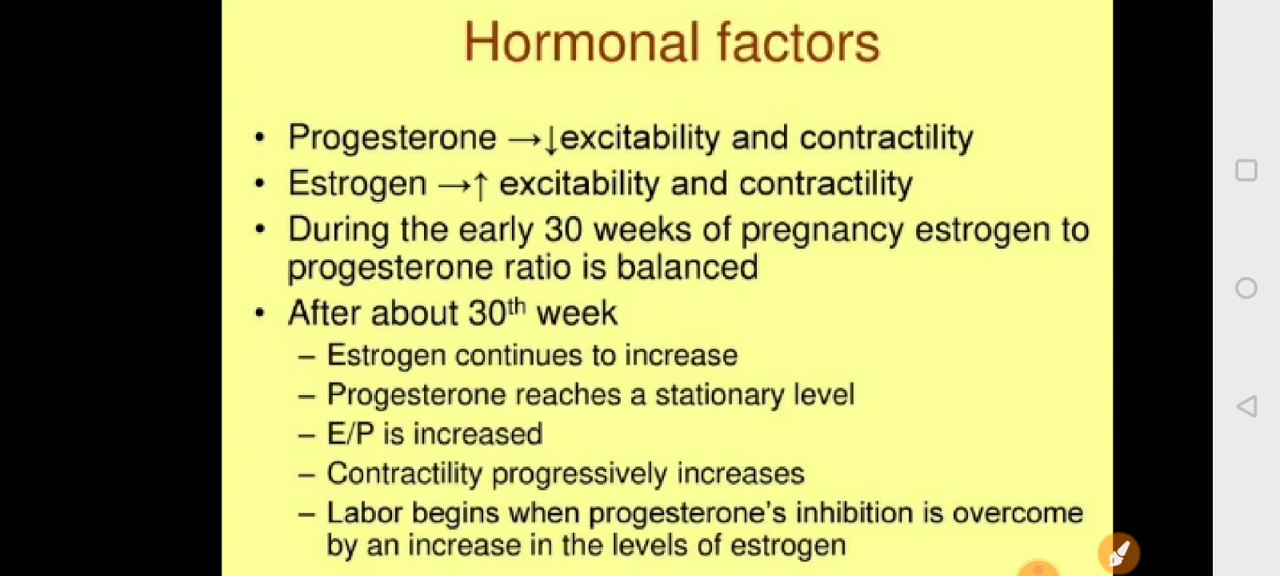 Hormonal factors
• Progesterone →↓excitability and contractility
• Estrogen →↑ excitability and contractility
• During the early 30 weeks of pregnancy estrogen to
progesterone ratio is balanced
• After about 30th week
– Estrogen continues to increase
– Progesterone reaches a stationary level
– E/P is increased
– Contractility progressively increases
– Labor begins when progesterone's inhibition is overcome
by an increase in the levels of estrogen